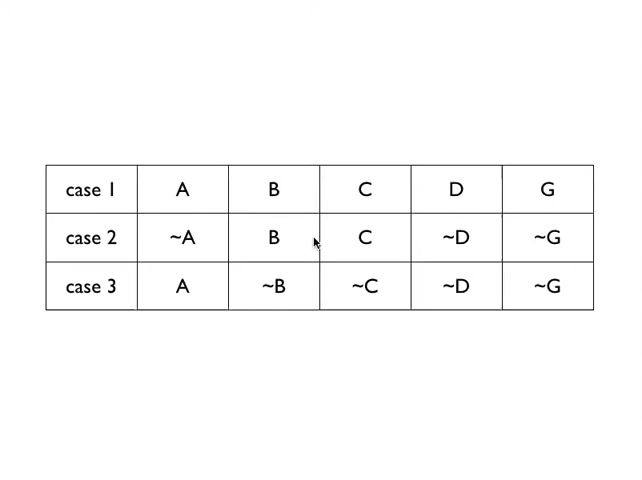 case 1 A B C D G
case 2 ~A B C ~D ~G
case 3 A ~B ~C ~D ~G